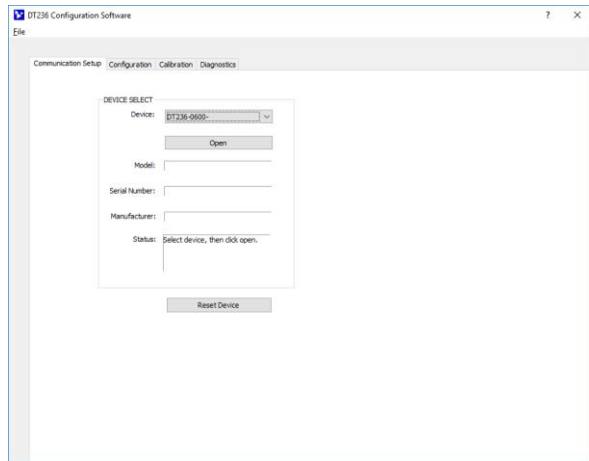 DT236 Configuration Software
File
Communication Setup Configuration Calibration Diagnostics
DEVICE SELECT
Device: DT236-0600-
Open
Model:
Serial Number:
Manufacturer:
Status: Select device, then click open.
Reset Device